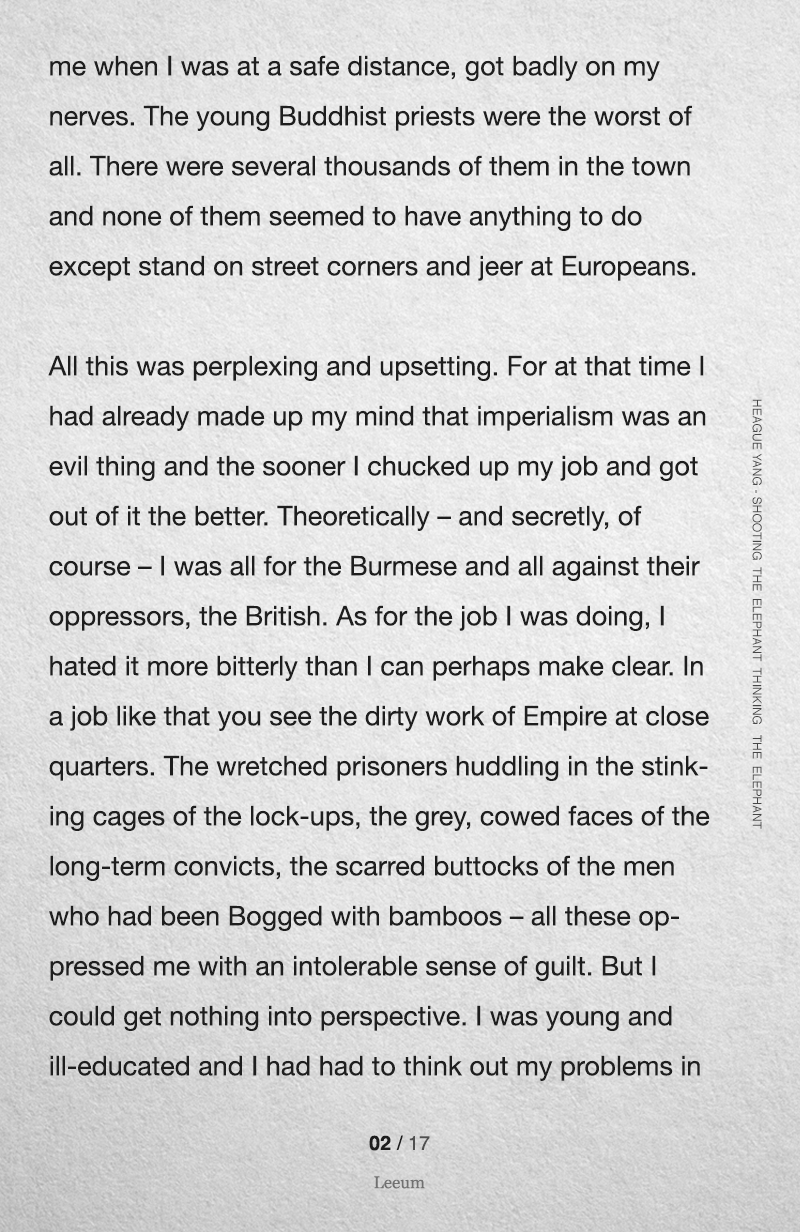 me when I was at a safe distance, got badly on my
nerves. The young Buddhist priests were the worst of
all. There were several thousands of them in the town
and none of them seemed to have anything to do
except stand on street corners and jeer at Europeans.
All this was perplexing and upsetting. For at that time I
had already made up my mind that imperialism was an
evil thing and the sooner I chucked up my job and got
out of it the better. Theoretically – and secretly, of
course – I was all for the Burmese and all against their
oppressors, the British. As for the job I was doing, I
hated it more bitterly than I can perhaps make clear. In
a job like that you see the dirty work of Empire at close
quarters. The wretched prisoners huddling in the stink-
ing cages of the lock-ups, the grey, cowed faces of the
long-term convicts, the scarred buttocks of the men
who had been Bogged with bamboos – all these op-
pressed me with an intolerable sense of guilt. But I
could get nothing into perspective. I was young and
ill-educated and I had had to think out my problems in
HEAGUE YANG · SHOOTING THE ELEPHANT THINKING THE ELEPHANT
02 / 17
Leeum